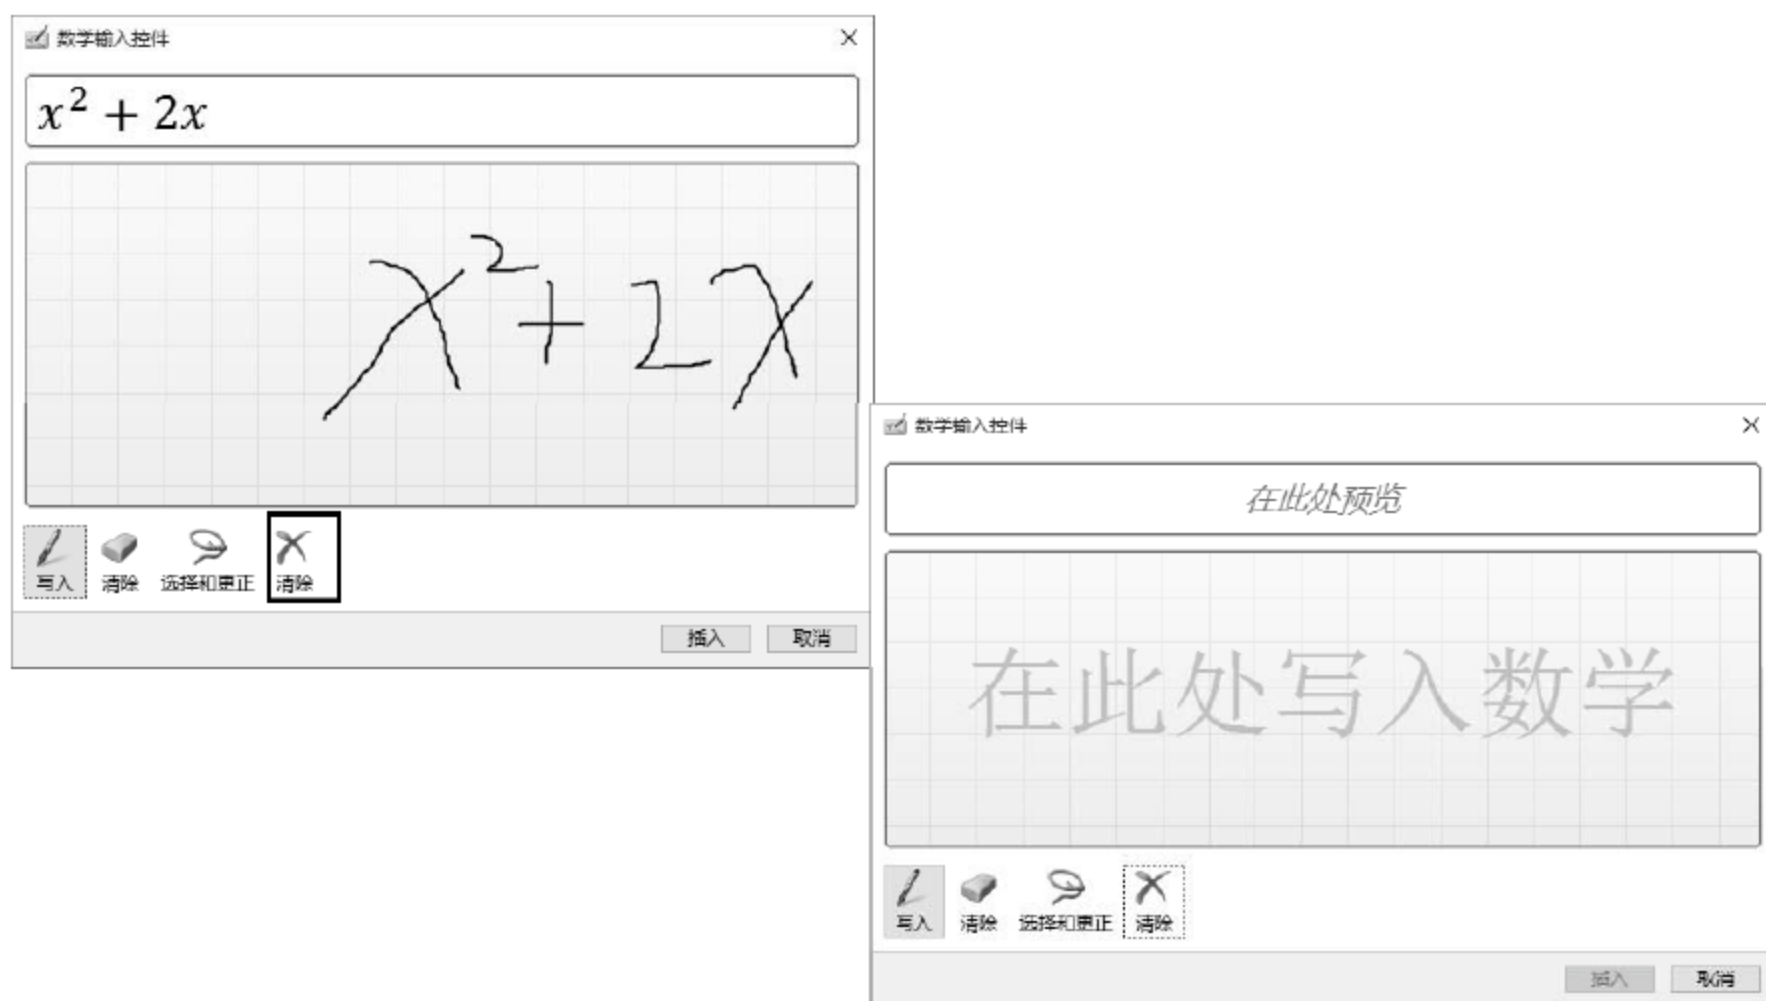 数学输入控件
x² + 2x
x² + 2x
写入 清除 选择和更正 清除
插入 取消
数学输入控件
在此处预览
在此处写入数学
写入 清除 选择和更正 清除
插入 取消